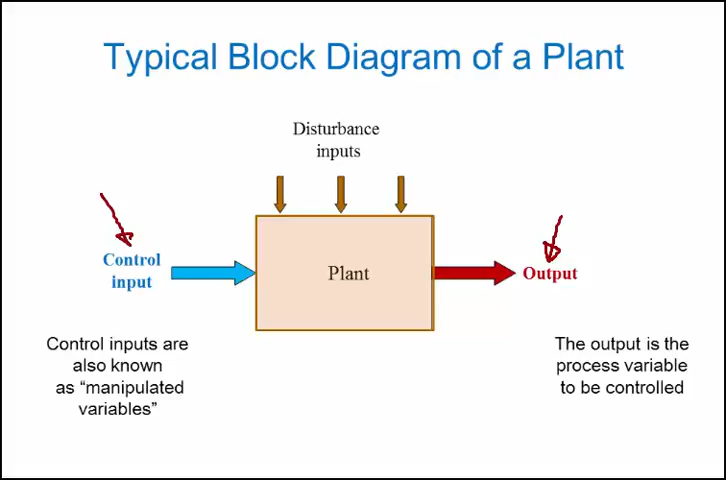 Typical Block Diagram of a Plant
Disturbance
inputs
Control
input
Plant
Output
Control inputs are
also known
as “manipulated
variables”
The output is the
process variable
to be controlled